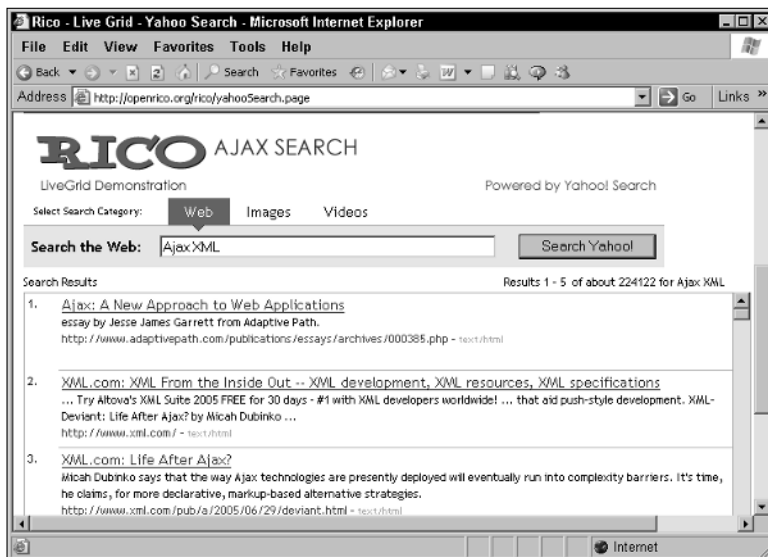 Rico - Live Grid - Yahoo Search - Microsoft Internet Explorer
File Edit View Favorites Tools Help
Back Search Favorites
Address http://openrico.org/rico/yahooSearch.page Go Links »
RICO AJAX SEARCH
LiveGrid Demonstration Powered by Yahoo! Search
Select Search Category: Web Images Videos
Search the Web: Ajax XML Search Yahoo!
Search Results Results 1 - 5 of about 224122 for Ajax XML
1. Ajax: A New Approach to Web Applications
essay by Jesse James Garrett from Adaptive Path.
http://www.adaptivepath.com/publications/essays/archives/000385.php - text/html
2. XML.com: XML From the Inside Out -- XML development, XML resources, XML specifications
... Try Altova's XML Suite 2005 FREE for 30 days - #1 with XML developers worldwide! ... that aid push-style development. XML-
Deviant: Life After Ajax? by Micah Dubinko ...
http://www.xml.com/ - text/html
3. XML.com: Life After Ajax?
Micah Dubinko says that the way Ajax technologies are presently deployed will eventually run into complexity barriers. It's time,
he claims, for more declarative, markup-based alternative strategies.
http://www.xml.com/pub/a/2005/06/29/deviant.html - text/html
Internet